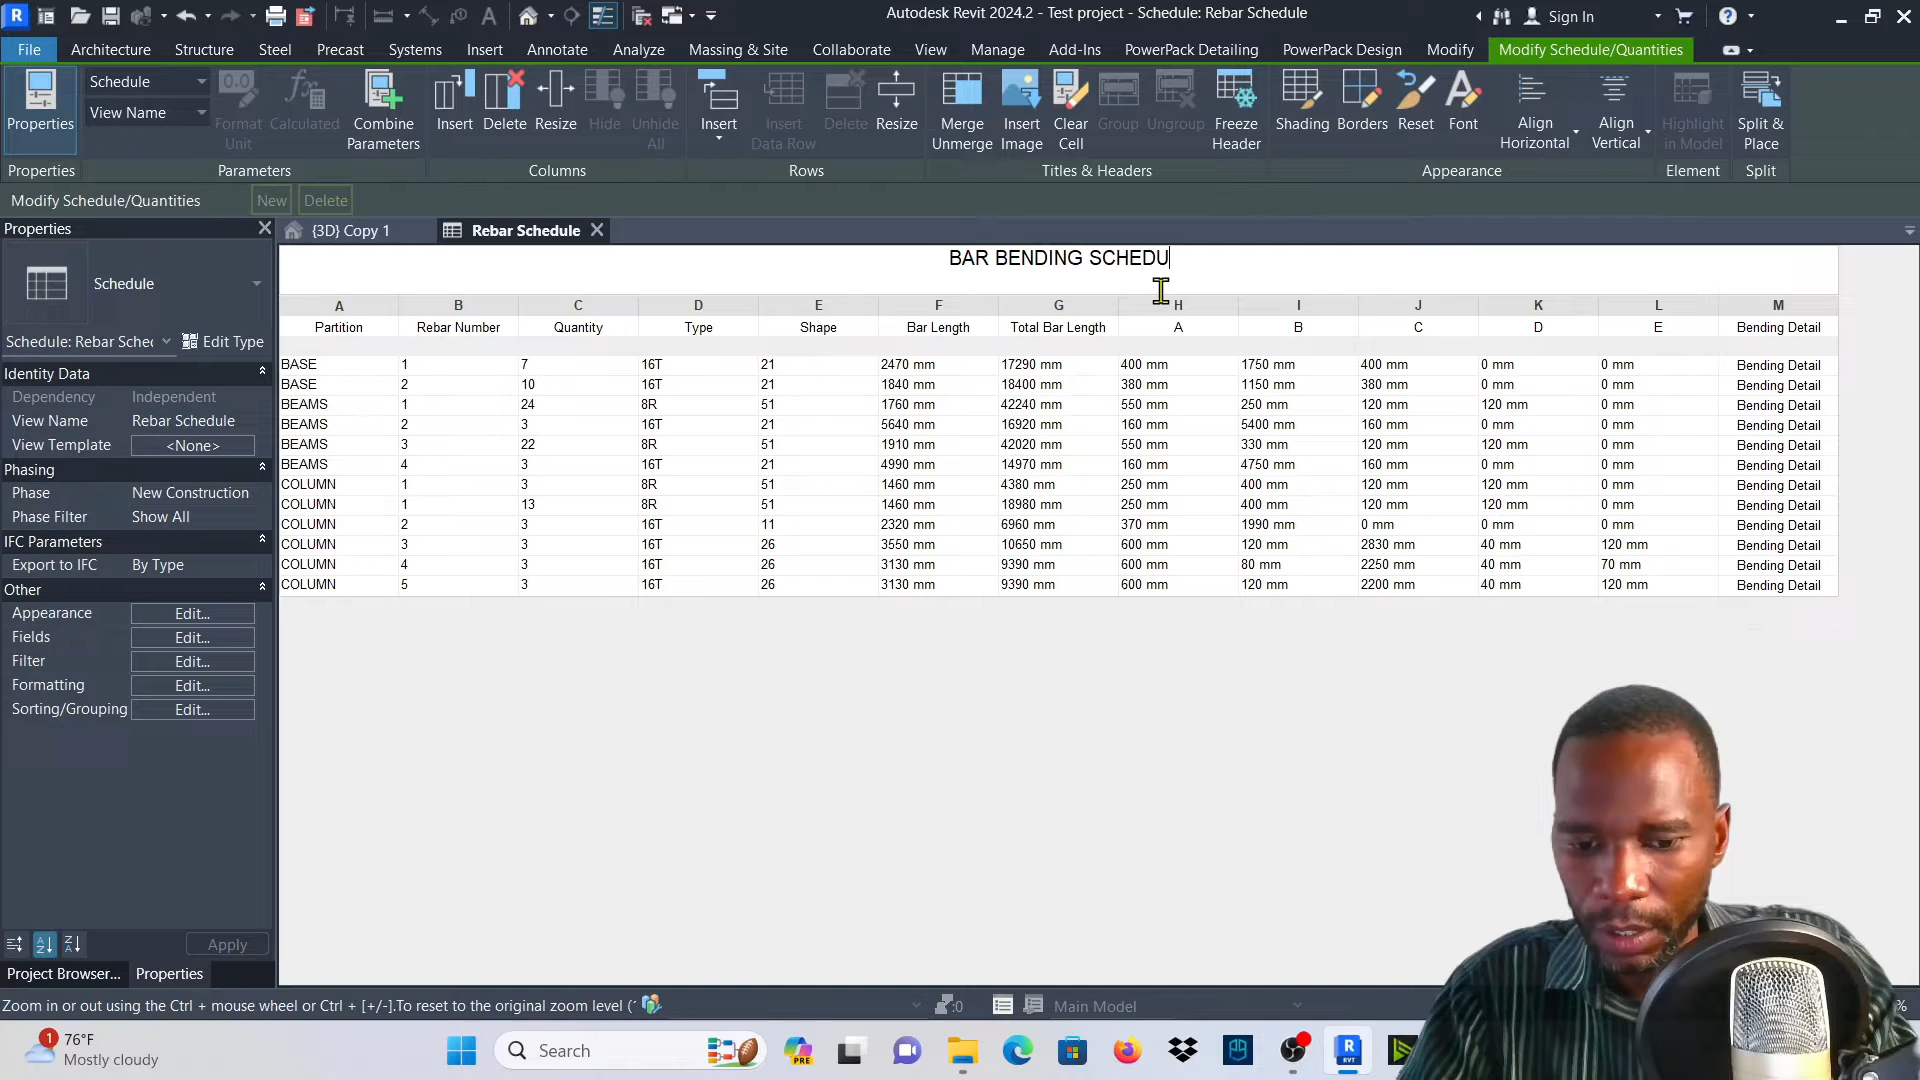 Autodesk Revit 2024.2 - Test project - Schedule: Rebar Schedule
Sign In
File Architecture Structure Steel Precast Systems Insert Annotate Analyze Massing & Site Collaborate View Manage Add-Ins PowerPack Detailing PowerPack Design Modify Modify Schedule/Quantities
Schedule
View Name
Properties
Format Unit
Calculated
Combine Parameters
Insert Delete Resize Hide Unhide All
Insert
Insert Data Row
Delete Resize
Merge Unmerge
Insert Image
Clear Cell
Group Ungroup
Freeze Header
Shading Borders Reset Font
Align Horizontal
Align Vertical
Highlight in Model
Split & Place
Properties Parameters Columns Rows Titles & Headers Appearance Element Split
Modify Schedule/Quantities New Delete
Properties
{3D} Copy 1
Rebar Schedule
Schedule
Schedule: Rebar Schec
Edit Type
Identity Data
Dependency Independent
View Name Rebar Schedule
View Template <None>
Phasing
Phase New Construction
Phase Filter Show All
IFC Parameters
Export to IFC By Type
Other
Appearance Edit...
Fields Edit...
Filter Edit...
Formatting Edit...
Sorting/Grouping Edit...
Apply
Project Browser... Properties
BAR BENDING SCHEDU
A B C D E F G H I J K L M
Partition Rebar Number Quantity Type Shape Bar Length Total Bar Length A B C D E Bending Detail
BASE 1 7 16T 21 2470 mm 17290 mm 400 mm 1750 mm 400 mm 0 mm 0 mm Bending Detail
BASE 2 10 16T 21 1840 mm 18400 mm 380 mm 1150 mm 380 mm 0 mm 0 mm Bending Detail
BEAMS 1 24 8R 51 1760 mm 42240 mm 550 mm 250 mm 120 mm 120 mm 0 mm Bending Detail
BEAMS 2 3 16T 21 5640 mm 16920 mm 160 mm 5400 mm 160 mm 0 mm 0 mm Bending Detail
BEAMS 3 22 8R 51 1910 mm 42020 mm 550 mm 330 mm 120 mm 120 mm 0 mm Bending Detail
BEAMS 4 3 16T 21 4990 mm 14970 mm 160 mm 4750 mm 160 mm 0 mm 0 mm Bending Detail
COLUMN 1 3 8R 51 1460 mm 4380 mm 250 mm 400 mm 120 mm 120 mm 0 mm Bending Detail
COLUMN 1 13 8R 51 1460 mm 18980 mm 250 mm 400 mm 120 mm 120 mm 0 mm Bending Detail
COLUMN 2 3 16T 11 2320 mm 6960 mm 370 mm 1990 mm 0 mm 0 mm 0 mm Bending Detail
COLUMN 3 3 16T 26 3550 mm 10650 mm 600 mm 120 mm 2830 mm 40 mm 120 mm Bending Detail
COLUMN 4 3 16T 26 3130 mm 9390 mm 600 mm 80 mm 2250 mm 40 mm 70 mm Bending Detail
COLUMN 5 3 16T 26 3130 mm 9390 mm 600 mm 120 mm 2200 mm 40 mm 120 mm Bending Detail
Zoom in or out using the Ctrl + mouse wheel or Ctrl + [+/-].To reset to the original zoom level (
:0
Main Model
%
1
76°F
Mostly cloudy
Search
PRE
R
RVT